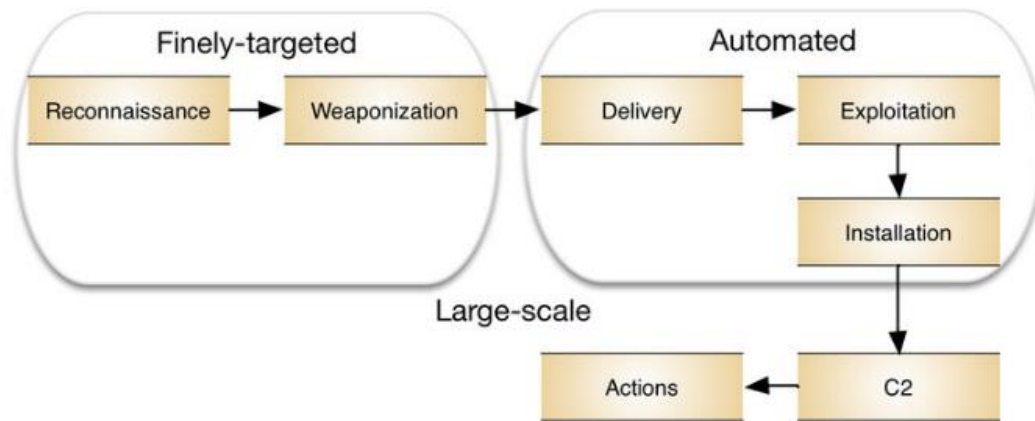 Finely-targeted
Automated
Reconnaissance
Weaponization
Delivery
Exploitation
Installation
Large-scale
Actions
C2